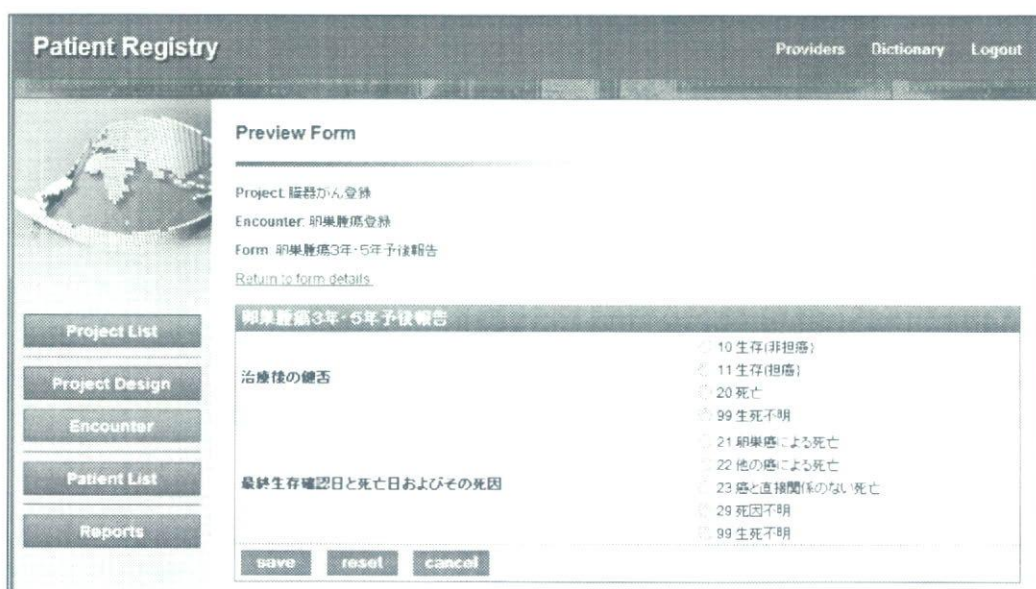 Patient Registry
Providers Dictionary Logout
Preview Form
Project: 臓器がん登録
Encounter: 卵巣腫瘍登録
Form: 卵巣腫瘍3年・5年予後報告
Return to form details.
Project List
Project Design
Encounter
Patient List
Reports
卵巣腫瘍3年・5年予後報告
治療後の健否
10 生存(非担癌)
11 生存(担癌)
20 死亡
99 生死不明
最終生存確認日と死亡日およびその死因
21 卵巣癌による死亡
22 他の癌による死亡
23 癌と直接関係のない死亡
29 死因不明
99 生死不明
save reset cancel